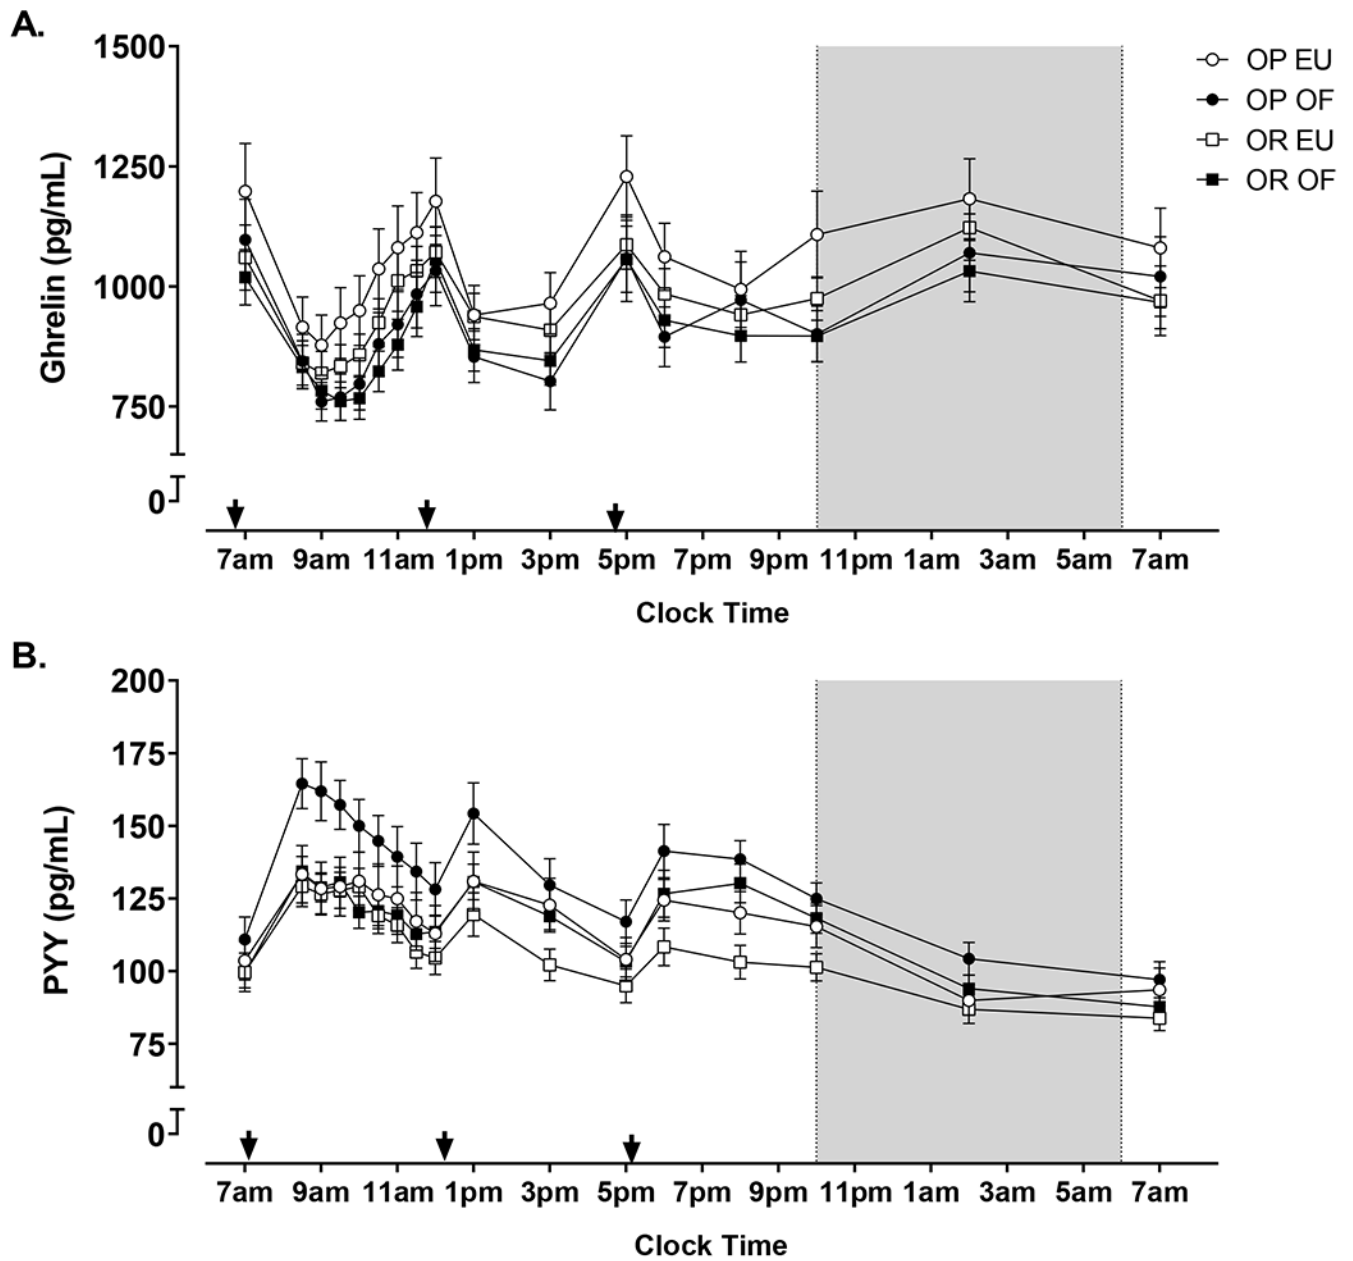 A.
1500
1250
1000
750
0
Ghrelin (pg/mL)
OP EU
OP OF
OR EU
OR OF
7am 9am 11am 1pm 3pm 5pm 7pm 9pm 11pm 1am 3am 5am 7am
Clock Time
B.
200
175
150
125
100
75
0
PYY (pg/mL)
7am 9am 11am 1pm 3pm 5pm 7pm 9pm 11pm 1am 3am 5am 7am
Clock Time